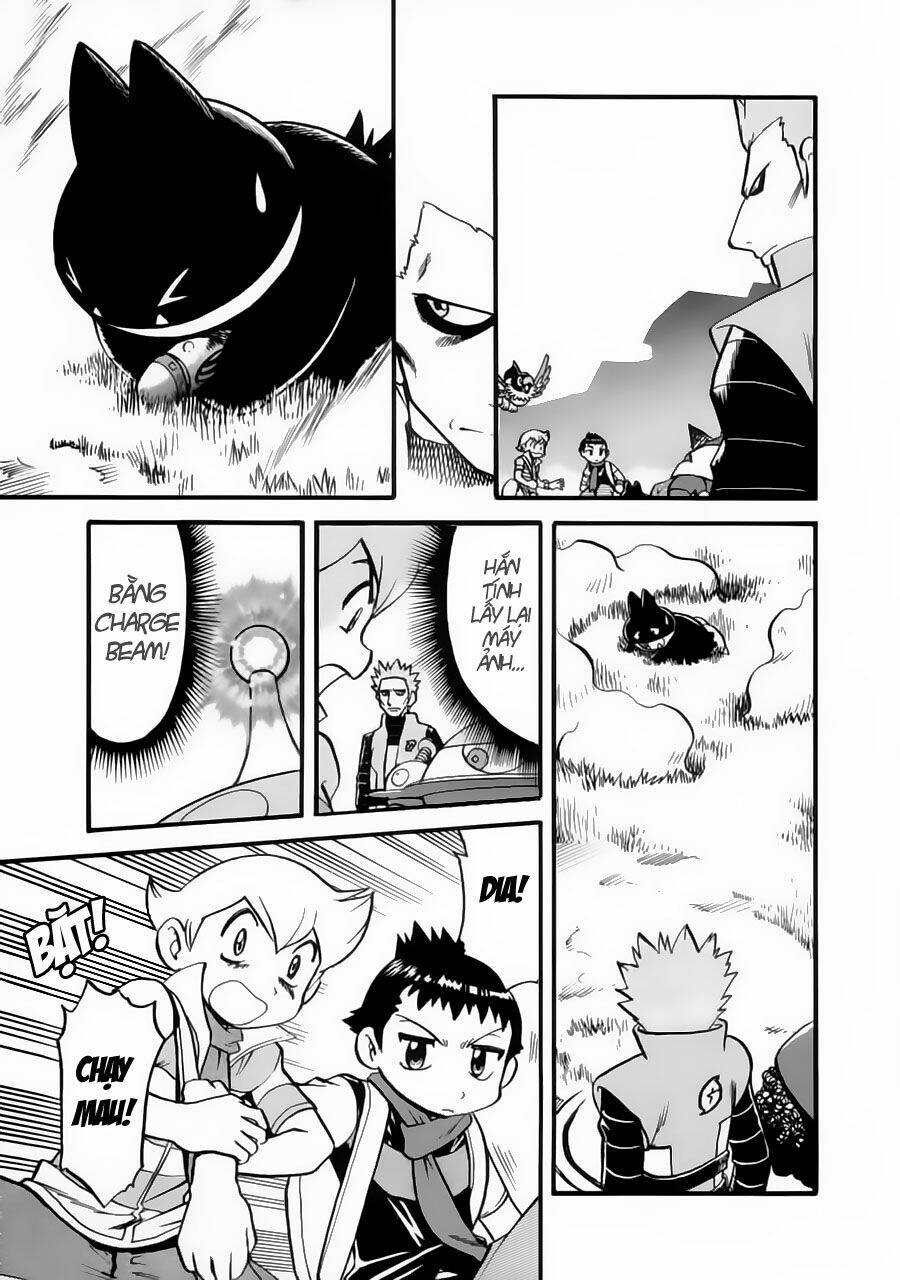 HẮN
TÍNH
LẤY LẠI
MÁY
ẢNH...
BẰNG
CHARGE
BEAM!
DIA!
BẬT!
CHẠY
MAU!